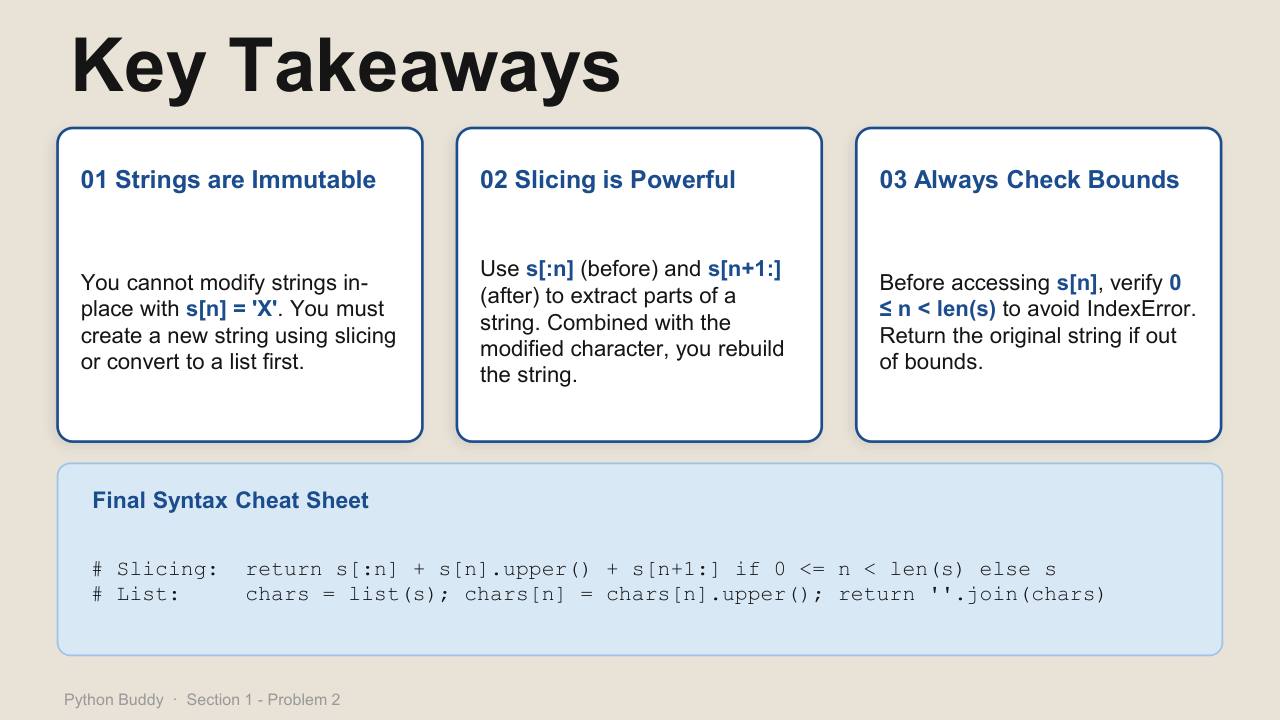 Key Takeaways
01 Strings are Immutable
You cannot modify strings in-
place with s[n] = 'X'. You must
create a new string using slicing
or convert to a list first.
02 Slicing is Powerful
Use s[:n] (before) and s[n+1:]
(after) to extract parts of a
string. Combined with the
modified character, you rebuild
the string.
03 Always Check Bounds
Before accessing s[n], verify 0
≤ n < len(s) to avoid IndexError.
Return the original string if out
of bounds.
Final Syntax Cheat Sheet
# Slicing:  return s[:n] + s[n].upper() + s[n+1:] if 0 <= n < len(s) else s
# List:     chars = list(s); chars[n] = chars[n].upper(); return ''.join(chars)
Python Buddy · Section 1 - Problem 2